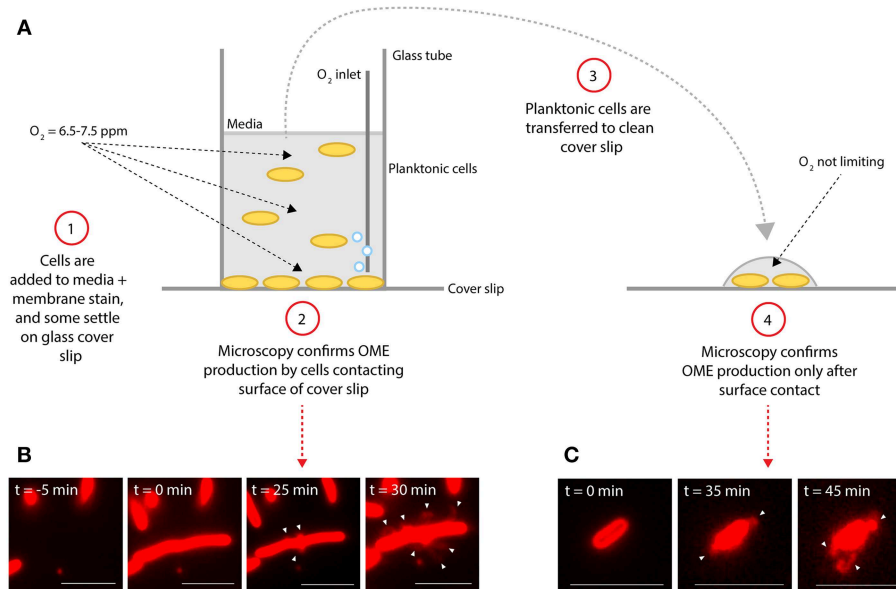 A
Glass tube
O2 inlet
3
Planktonic cells are
transferred to clean
cover slip
Media
O2 = 6.5-7.5 ppm
Planktonic cells
O2 not limiting
1
Cells are
added to media +
membrane stain,
and some settle
on glass cover
slip
Cover slip
2
Microscopy confirms OME
production by cells contacting
surface of cover slip
4
Microscopy confirms
OME production only after
surface contact
B
t = -5 min
t = 0 min
t = 25 min
t = 30 min
C
t = 0 min
t = 35 min
t = 45 min